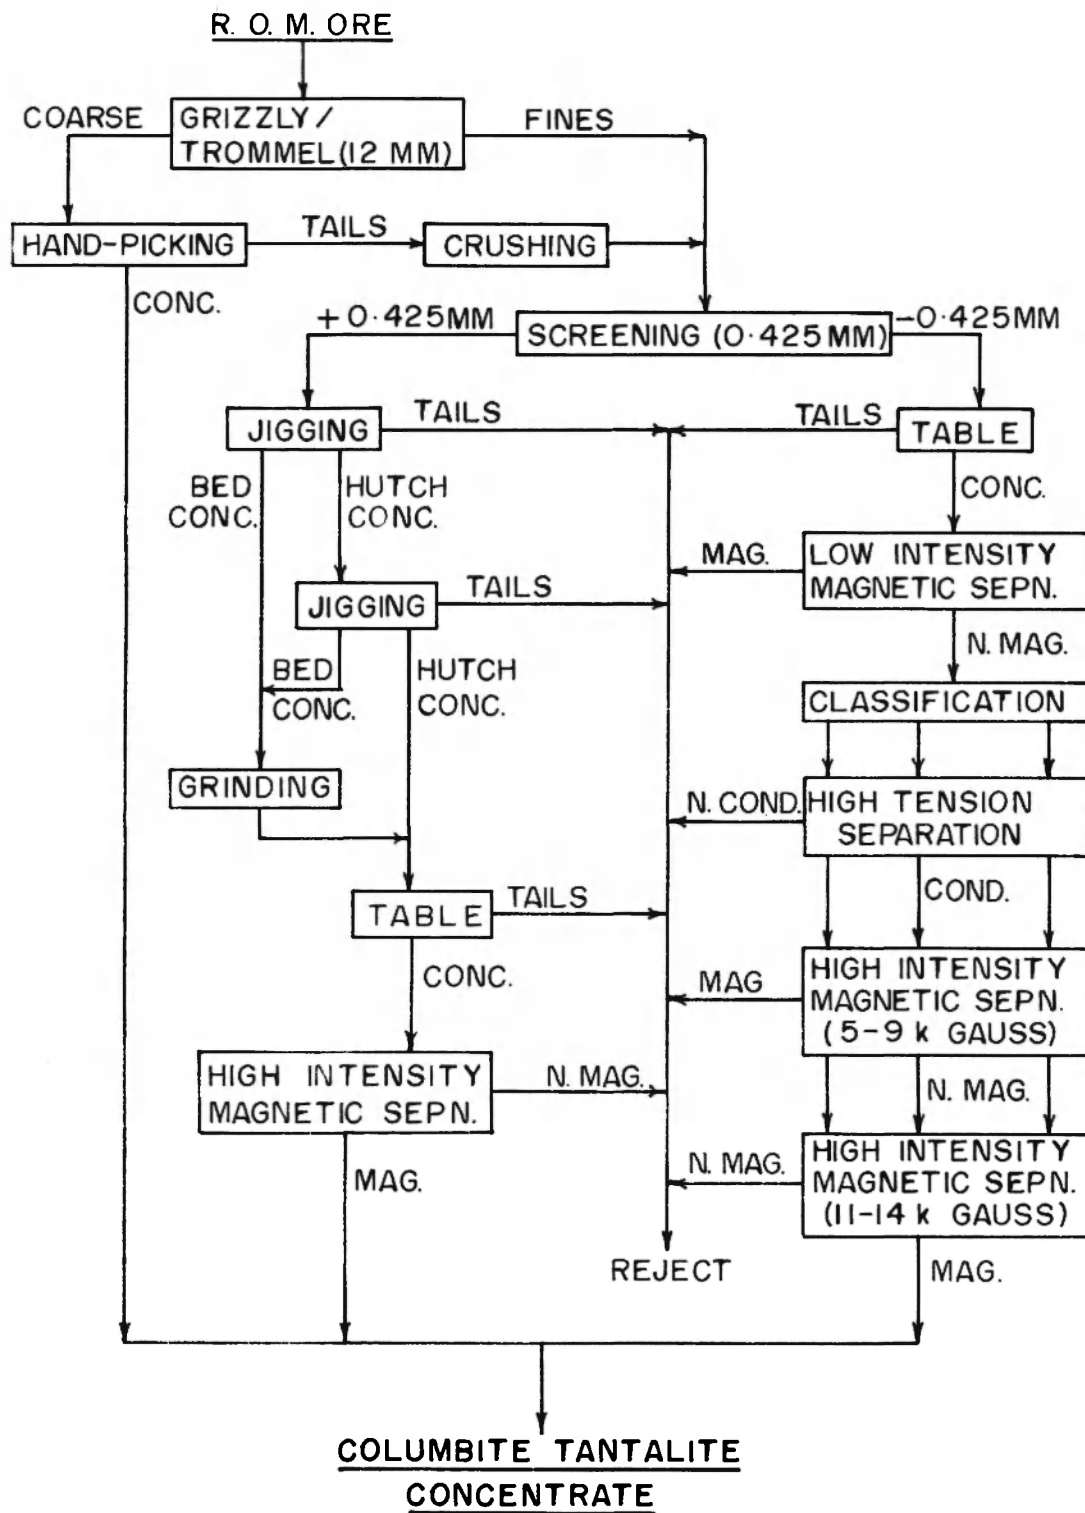 R. O. M. ORE
COARSE
GRIZZLY/
TROMMEL (12 MM)
FINES
HAND-PICKING
TAILS
CRUSHING
CONC.
+0·425MM
SCREENING (0·425MM)
-0·425MM
JIGGING
TAILS
TAILS
TABLE
BED
CONC.
HUTCH
CONC.
CONC.
MAG.
LOW INTENSITY
MAGNETIC SEPN.
JIGGING
TAILS
N. MAG.
BED
CONC.
HUTCH
CONC.
CLASSIFICATION
GRINDING
N. COND.
HIGH TENSION
SEPARATION
TABLE
TAILS
COND.
CONC.
MAG
HIGH INTENSITY
MAGNETIC SEPN.
(5-9 k GAUSS)
HIGH INTENSITY
MAGNETIC SEPN.
N. MAG.
N. MAG.
MAG.
N. MAG.
HIGH INTENSITY
MAGNETIC SEPN.
(11-14 k GAUSS)
REJECT
MAG.
COLUMBITE TANTALITE
CONCENTRATE